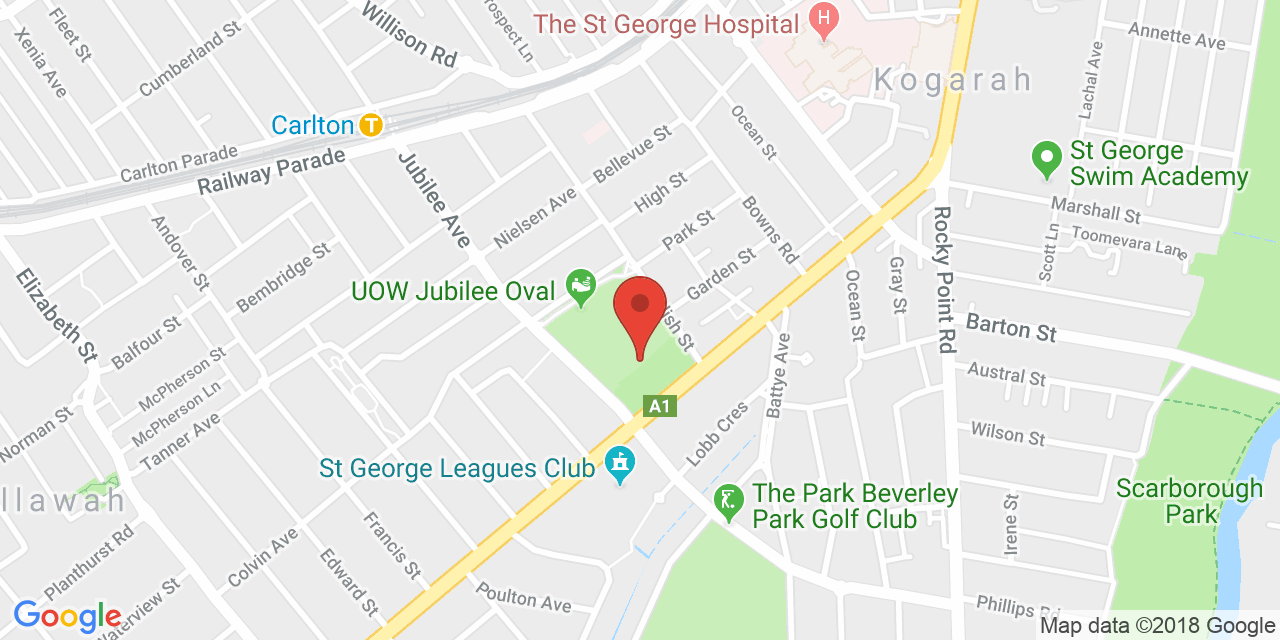 Fleet St
Xenia Ave
Cumberland St
Willison Rd
The St George Hospital
H
Annette Ave
Kogarah
Lachal Ave
Carlton
T
Carlton Parade
Railway Parade
Jubilee Ave
Bellevue St
Ocean St
High St
Nielsen Ave
Park St
Bowns Rd
St George
Swim Academy
Marshall St
Toomevara Lane
Scott Ln
Andover St
Bembridge St
Elizabeth St
Balfour St
UOW Jubilee Oval
Garden St
Ocean St
Gray St
Rocky Point Rd
Barton St
McPherson St
McPherson Ln
Tanner Ave
Norman St
A1
Battye Ave
Lobb Cres
Austral St
Wilson St
St George Leagues Club
The Park Beverley
Park Golf Club
Scarborough
Park
Irene St
llawah
Planthurst Rd
Colvin Ave
Francis St
Edward St
Waterview St
Poulton Ave
Phillips Rd
Google
Map data ©2018 Google